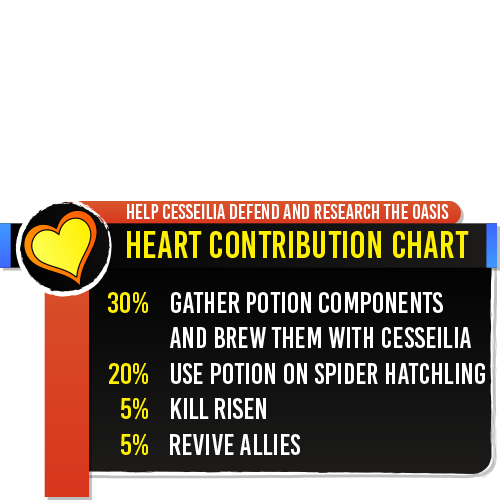 HELP CESSEILIA DEFEND AND RESEARCH THE OASIS
HEART CONTRIBUTION CHART
30% GATHER POTION COMPONENTS
AND BREW THEM WITH CESSEILIA
20% USE POTION ON SPIDER HATCHLING
5% KILL RISEN
5% REVIVE ALLIES